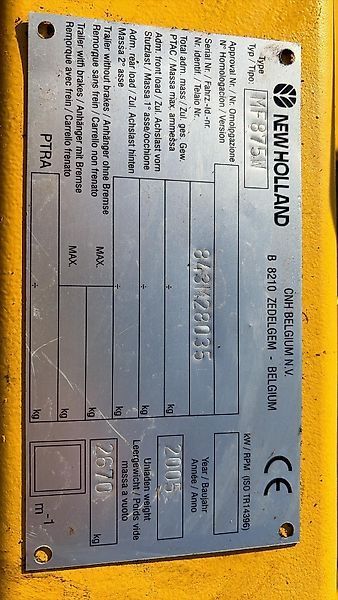 NEW HOLLAND
CNH BELGIUM N.V.
B 8210 ZEDELGEM - BELGIUM
CE
Type
Typ / Tipo
MF875W
kW / RPM (ISO TR14396)
Approval Nr. / Nr. Omolgazione
N° Homologación / Version
Serial Nr. / Fahrz.-Id.-nr.
Nr. identif. / Telaio Nr.
843M28035
Year / Baujahr
Année / Anno
2005
Total adm. mass / Zul. ges. Gew.
PTAC / Massa max. ammessa
kg
Unladen weight
Leergewicht / Poids vide
massa a vuoto
2670
kg
Adm. front load / Zul. Achslast vorn
Stutzlast / Massa 1° asse/occhione
÷
kg
Adm. rear load / Zul. Achslast hinten
Massa 2° asse
÷
kg
Trailer without brakes / Anhänger ohne Bremse
Remorque sans frein / Carrello non frenato
MAX.
kg
Trailer with brakes / Anhänger mit Bremse
Remorque avec frein / Carrello frenato
MAX.
kg
PTRA
÷
kg
m-1